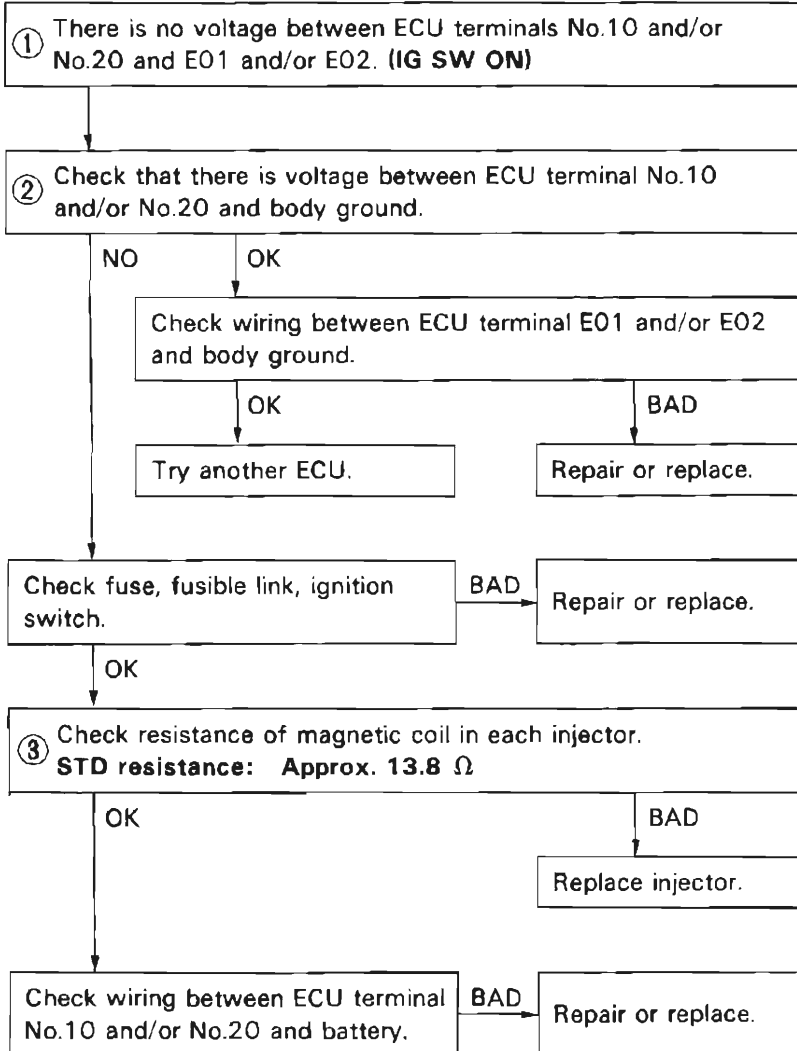 ① There is no voltage between ECU terminals No.10 and/or
No.20 and E01 and/or E02. (IG SW ON)
② Check that there is voltage between ECU terminal No.10
and/or No.20 and body ground.
NO
OK
Check wiring between ECU terminal E01 and/or E02
and body ground.
OK
BAD
Try another ECU.
Repair or replace.
Check fuse, fusible link, ignition
switch.
BAD
Repair or replace.
OK
③ Check resistance of magnetic coil in each injector.
STD resistance: Approx. 13.8 Ω
OK
BAD
Replace injector.
Check wiring between ECU terminal
No.10 and/or No.20 and battery.
BAD
Repair or replace.